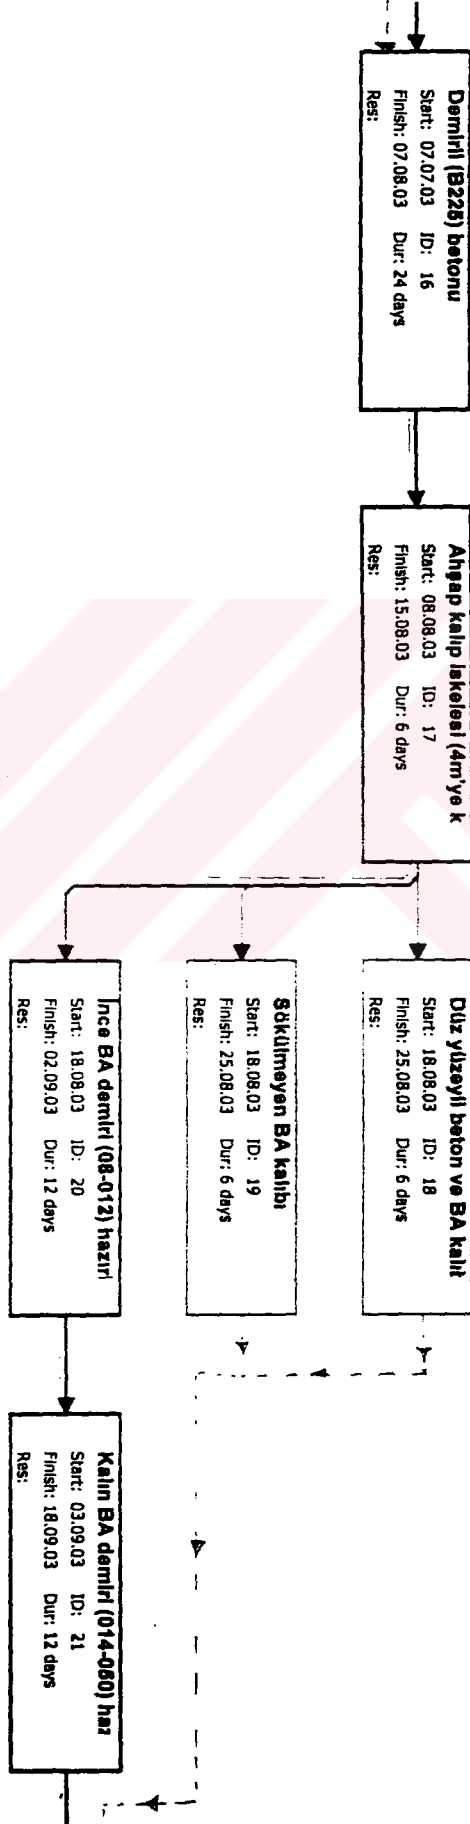 Demirli (B225) betonu
Start: 07.07.03 ID: 16
Finish: 07.08.03 Dur: 24 days
Res:
Ahşap kalıp iskelesi (4m'ye k
Start: 08.08.03 ID: 17
Finish: 15.08.03 Dur: 6 days
Res:
Düz yüzeyli beton ve BA kalıt
Start: 18.08.03 ID: 18
Finish: 25.08.03 Dur: 6 days
Res:
Sökülmeyen BA kalıbı
Start: 18.08.03 ID: 19
Finish: 25.08.03 Dur: 6 days
Res:
İnce BA demiri (08-012) hazırl
Start: 18.08.03 ID: 20
Finish: 02.09.03 Dur: 12 days
Res:
Kalın BA demiri (014-050) haz
Start: 03.09.03 ID: 21
Finish: 18.09.03 Dur: 12 days
Res: